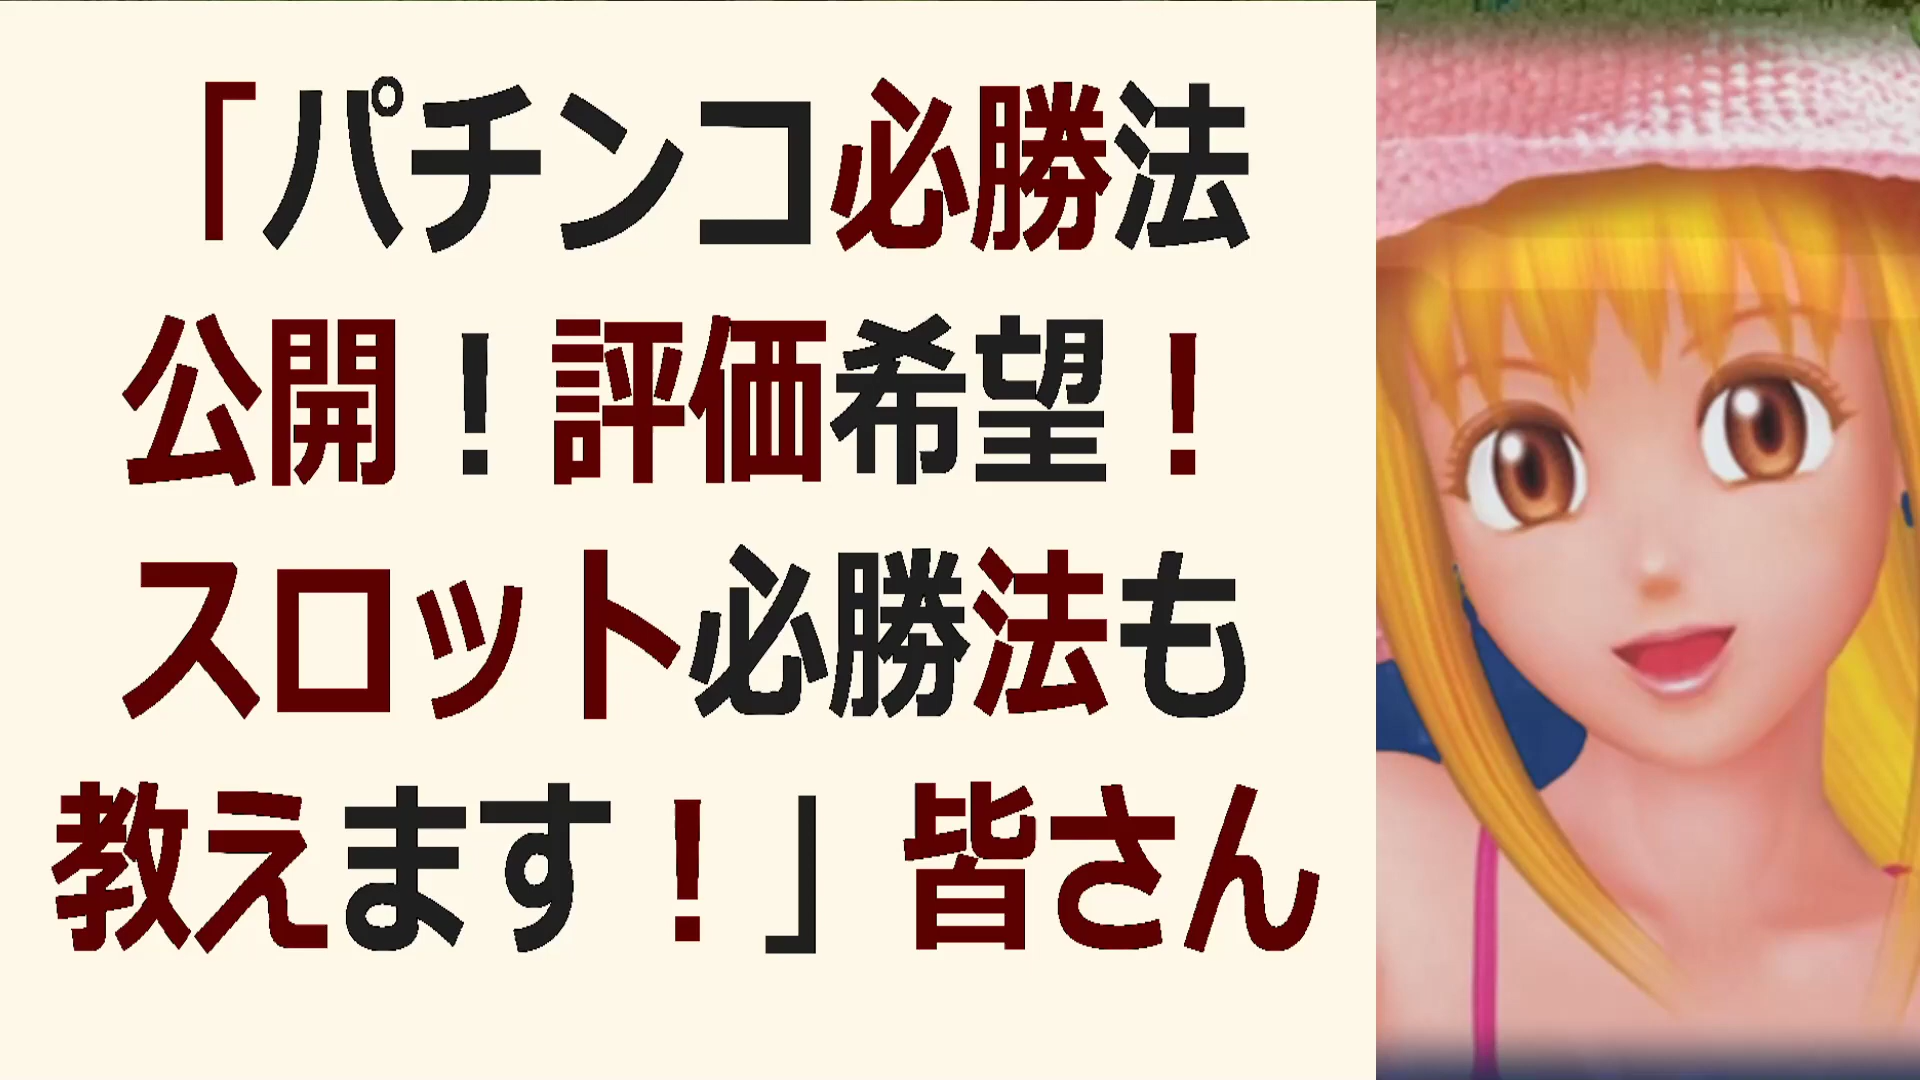 「パチンコ必勝法
公開！評価希望！
スロット必勝法も
教えます！」皆さん